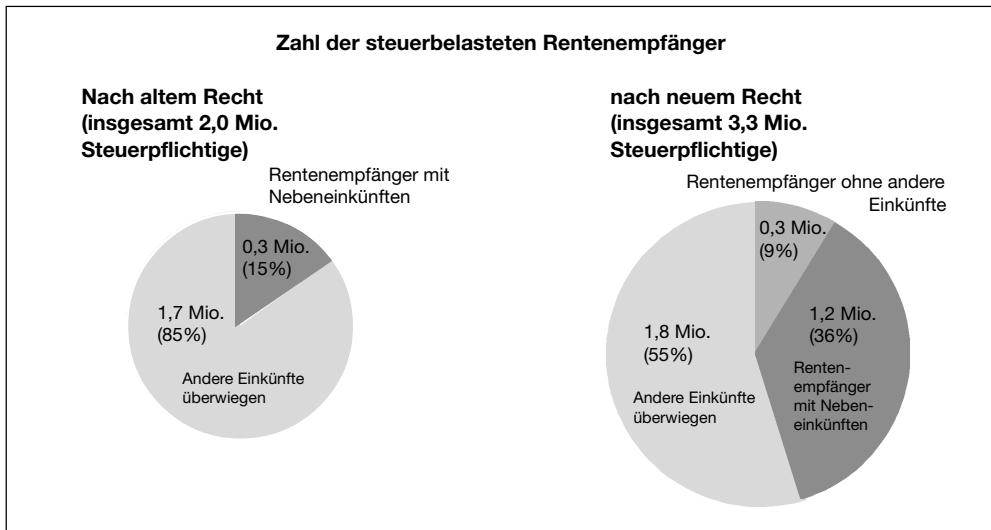 Zahl der steuerbelasteten Rentenempfänger
Nach altem Recht
(insgesamt 2,0 Mio.
Steuerpflichtige)
Rentenempfänger mit
Nebeneinkünften
0,3 Mio.
(15%)
1,7 Mio.
(85%)
Andere Einkünfte
überwiegen
nach neuem Recht
(insgesamt 3,3 Mio.
Steuerpflichtige)
Rentenempfänger ohne andere
Einkünfte
0,3 Mio.
(9%)
1,2 Mio.
(36%)
Renten-
empfänger
mit Neben-
einkünften
1,8 Mio.
(55%)
Andere Einkünfte
überwiegen